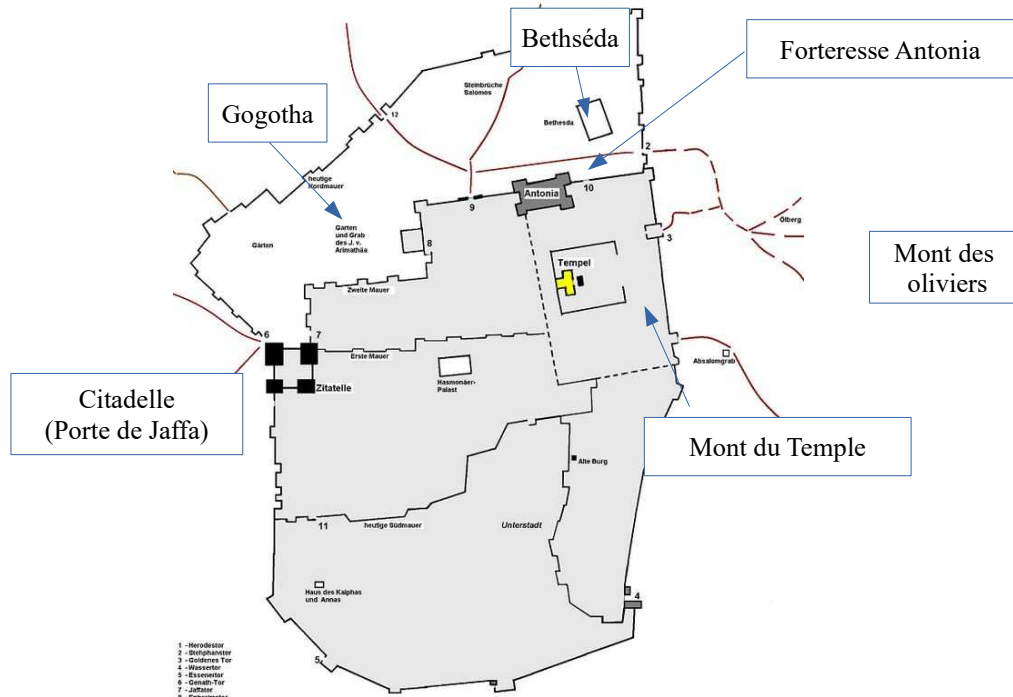 Bethséda
Forteresse Antonia
Gogotha
Steinbrüche
Salomos
Bethesda
12
2
heutige
Nordmauer
Antonia
10
9
Garten
und Grab
des J. v.
Arimathäa
8
3
Ölberg
Gärten
Mont des
oliviers
Tempel
Zweite Mauer
6
7
Erste Mauer
Absalomgrab
Hasmonäer-
Palast
Zitatelle
Citadelle
(Porte de Jaffa)
Mont du Temple
Alte Burg
11
heutige Südmauer
Unterstadt
Haus des Kaiphas
und Annas
4
5
1 - Herodestor
2 - Stephanstor
3 - Goldenes Tor
4 - Wassertor
5 - Essenertor
6 - Genath-Tor
7 - Jaffator